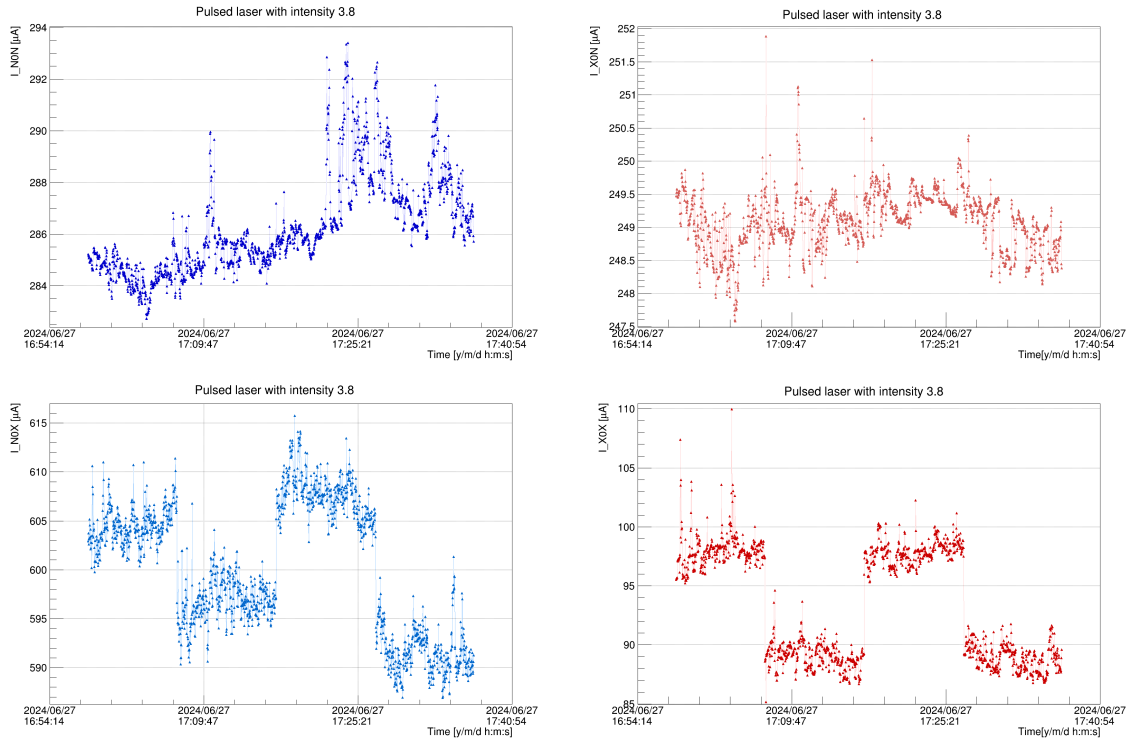 Pulsed laser with intensity 3.8
I_N0N [μA]
294
292
290
288
286
284
2024/06/27 2024/06/27 2024/06/27 2024/06/27
16:54:14 17:09:47 17:25:21 17:40:54
Time [y/m/d h:m:s]
Pulsed laser with intensity 3.8
I_X0N [μA]
252
251.5
251
250.5
250
249.5
249
248.5
248
247.5
2024/06/27 2024/06/27 2024/06/27 2024/06/27
16:54:14 17:09:47 17:25:21 17:40:54
Time[y/m/d h:m:s]
Pulsed laser with intensity 3.8
I_N0X [μA]
615
610
605
600
595
590
2024/06/27 2024/06/27 2024/06/27 2024/06/27
16:54:14 17:09:47 17:25:21 17:40:54
Time [y/m/d h:m:s]
Pulsed laser with intensity 3.8
I_X0X [μA]
110
105
100
95
90
85
2024/06/27 2024/06/27 2024/06/27 2024/06/27
16:54:14 17:09:47 17:25:21 17:40:54
Time[y/m/d h:m:s]